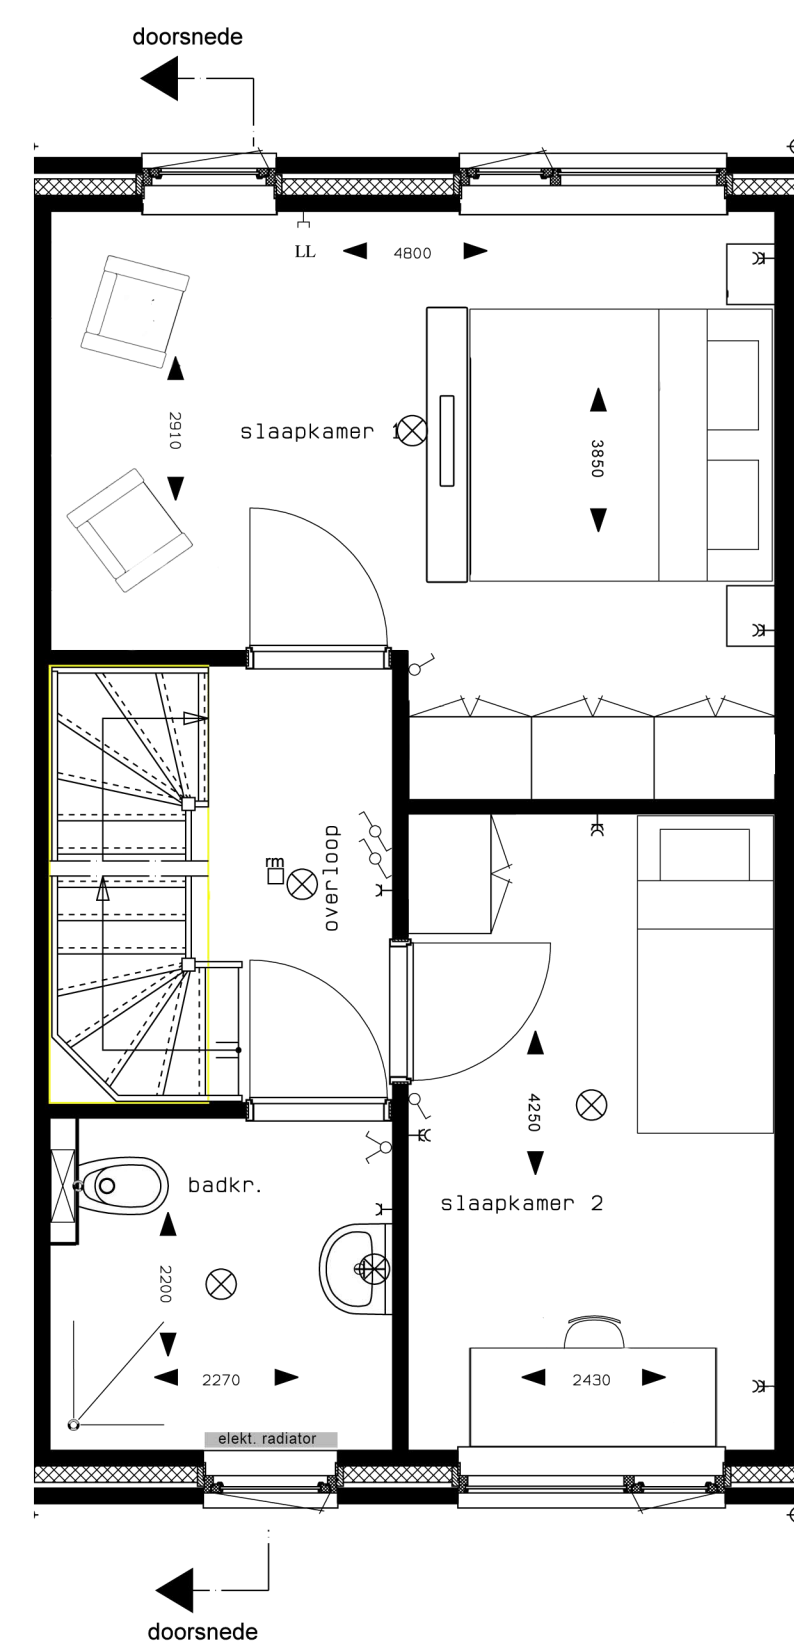 doorsnede
LL
4800
2910
slaapkamer 1
3850
rm
overloop
4250
badkr.
slaapkamer 2
2200
2270
2430
elekt. radiator
doorsnede